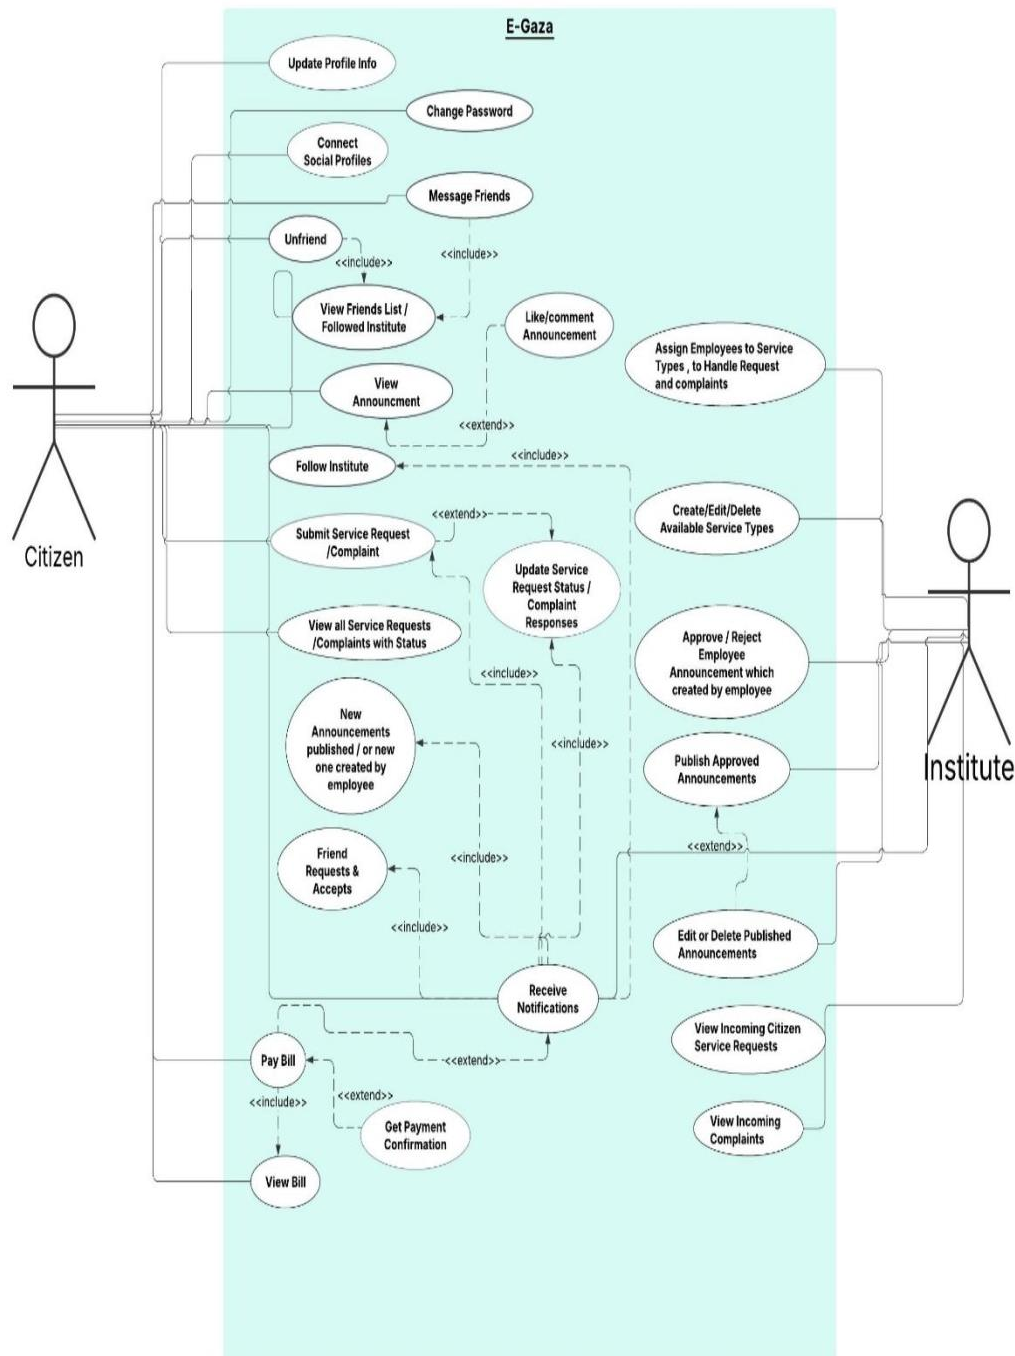 E-Gaza
Update Profile Info
Change Password
Connect
Social Profiles
Message Friends
Unfriend
<<include>>
<<include>>
View Friends List /
Followed Institute
Like/comment
Announcement
Assign Employees to Service
Types , to Handle Request
and complaints
View
Announcment
<<extend>>
<<include>>
Follow Institute
<<extend>>
Submit Service Request
/Complaint
Create/Edit/Delete
Available Service Types
Citizen
Update Service
Request Status /
Complaint
Responses
View all Service Requests
/Complaints with Status
Approve / Reject
Employee
Announcement which
created by employee
<<include>>
New
Announcements
published / or new
one created by
employee
<<include>>
Publish Approved
Announcements
Institute
<<extend>>
Friend
Requests &
Accepts
<<include>>
<<include>>
Edit or Delete Published
Announcements
Receive
Notifications
View Incoming Citizen
Service Requests
Pay Bill
<<extend>>
<<include>>
<<extend>>
Get Payment
Confirmation
View Incoming
Complaints
View Bill